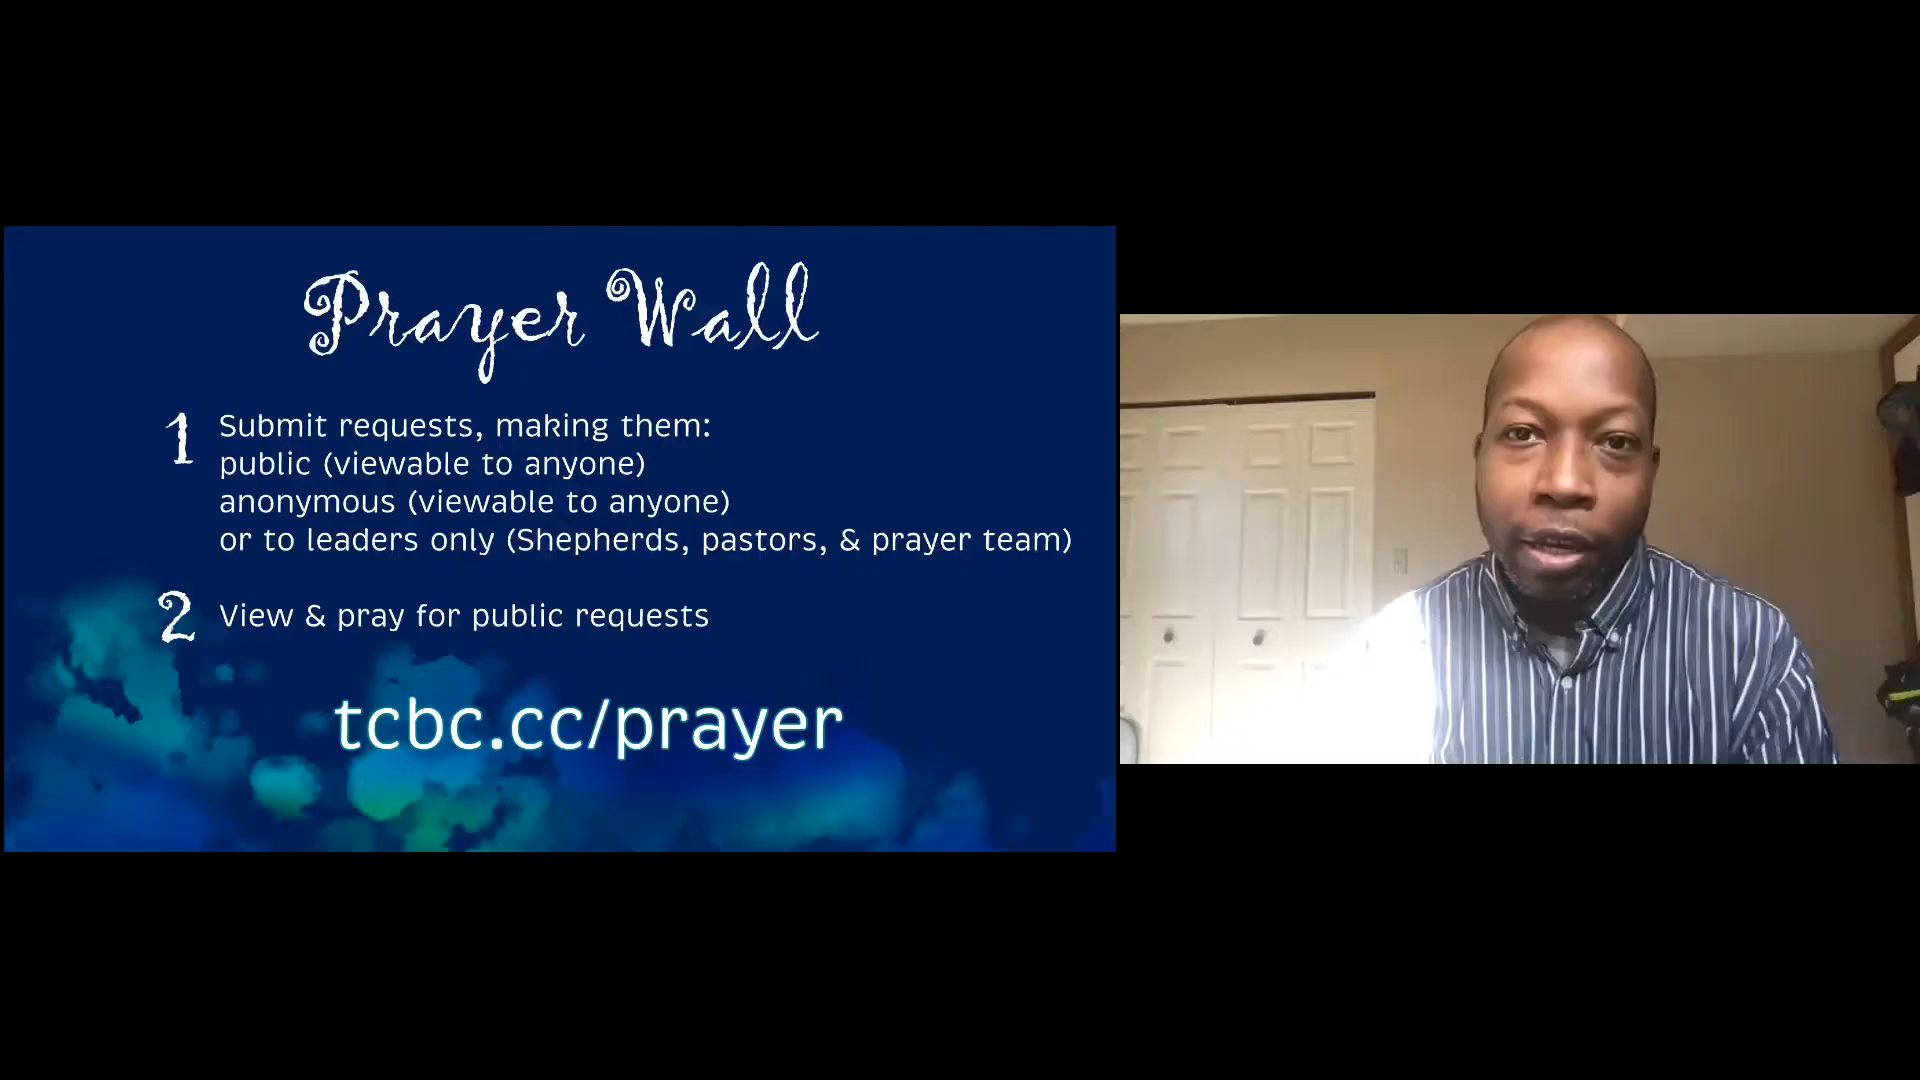 Prayer Wall
1 Submit requests, making them:
public (viewable to anyone)
anonymous (viewable to anyone)
or to leaders only (Shepherds, pastors, & prayer team)
2 View & pray for public requests
tcbc.cc/prayer